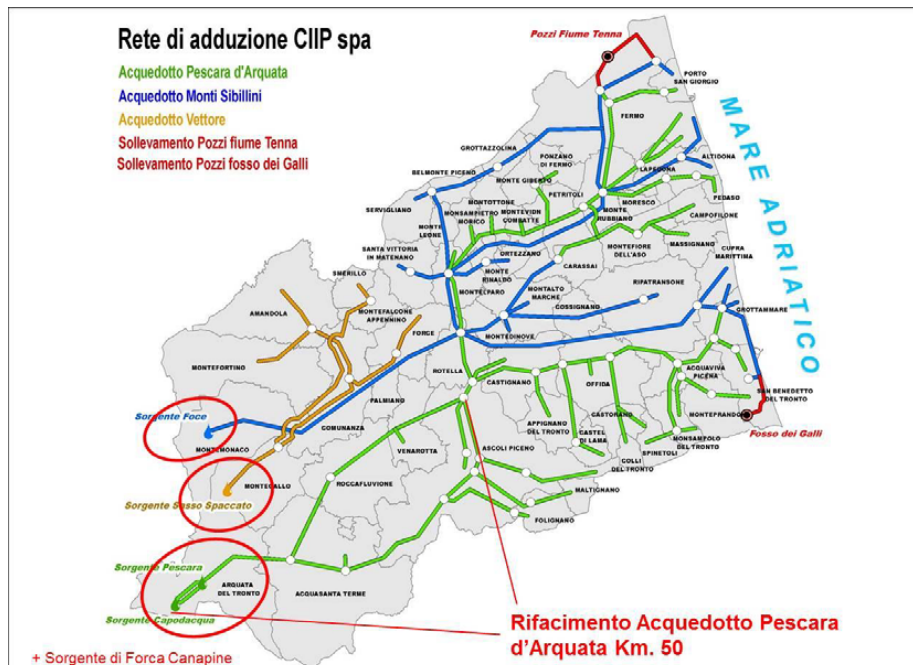 Rete di adduzione CIIP spa
Acquedotto Pescara d'Arquata
Acquedotto Monti Sibillini
Acquedotto Vettore
Sollevamento Pozzi fiume Tenna
Sollevamento Pozzi fosso dei Galli
Pozzi Fiume Tenna
PORTO
SAN GIORGIO
MARE ADRIATICO
FERMO
GROTTAZZOLINA
PONZANO
DI FERMO
LAPEDONA
ALTIDONA
BELMONTE PICENO
MONTE GIBERTO
PETRITOLI
MORESCO
PEDASO
SERVIGLIANO
MONTOTTONE
MONSAMPIETRO
MORICO
MONTEVIDON
COMBATTE
MONTE
RUBBIANO
CAMPOFILONE
MONTE
LEONE
MASSIGNANO
SANTA VITTORIA
IN MATENANO
ORTEZZANO
MONTEFIORE
DELL'ASO
CUPRA
MARITTIMA
SMERILLO
MONTE
RINALDO
CARASSAI
MONTELPARO
MONTALTO
MARCHE
RIPATRANSONE
AMANDOLA
MONTEFALCONE
APPENNINO
COSSIGNANO
GROTTAMMARE
FORCE
MONTEDINOVE
MONTEFORTINO
ROTELLA
CASTIGNANO
ACQUAVIVA
PICENA
OFFIDA
SAN BENEDETTO
DEL TRONTO
PALMIANO
Sorgente Foce
MONTEPRANDONE
CASTORANO
COMUNANZA
APPIGNANO
DEL TRONTO
CASTEL
DI LAMA
Fosso dei Galli
MONTEMONACO
MONSAMPOLO
DEL TRONTO
VENAROTTA
ASCOLI PICENO
SPINETOLI
COLLI
DEL TRONTO
MONTEGALLO
ROCCAFLUVIONE
MALTIGNANO
Sorgente Sasso Spaccato
FOLIGNANO
Sorgente Pescara
ARQUATA
DEL TRONTO
ACQUASANTA TERME
Sorgente Capodacqua
Rifacimento Acquedotto Pescara
d'Arquata Km. 50
+ Sorgente di Forca Canapine